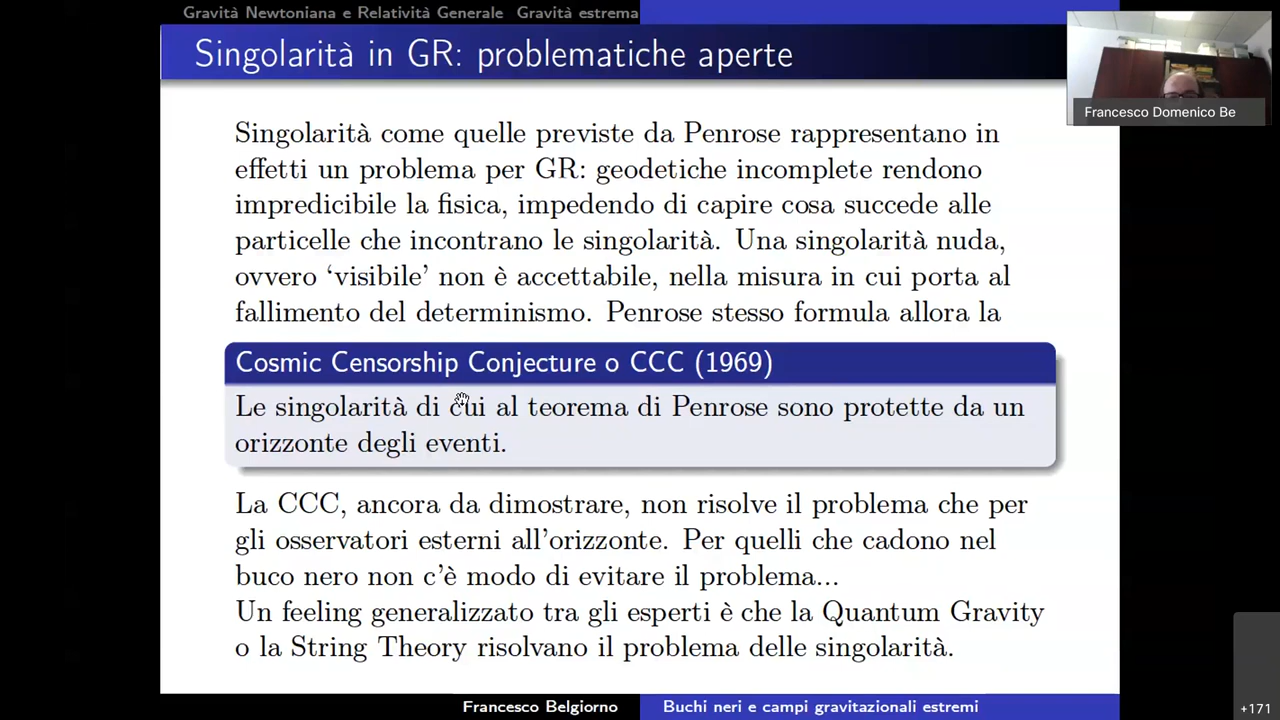 Gravità Newtoniana e Relatività Generale Gravità estrema
Singolarità in GR: problematiche aperte
Francesco Domenico Be
Singolarità come quelle previste da Penrose rappresentano in
effetti un problema per GR: geodetiche incomplete rendono
impredicibile la fisica, impedendo di capire cosa succede alle
particelle che incontrano le singolarità. Una singolarità nuda,
ovvero ‘visibile’ non è accettabile, nella misura in cui porta al
fallimento del determinismo. Penrose stesso formula allora la
Cosmic Censorship Conjecture o CCC (1969)
Le singolarità di cui al teorema di Penrose sono protette da un
orizzonte degli eventi.
La CCC, ancora da dimostrare, non risolve il problema che per
gli osservatori esterni all'orizzonte. Per quelli che cadono nel
buco nero non c'è modo di evitare il problema...
Un feeling generalizzato tra gli esperti è che la Quantum Gravity
o la String Theory risolvano il problema delle singolarità.
Francesco Belgiorno
Buchi neri e campi gravitazionali estremi
+171